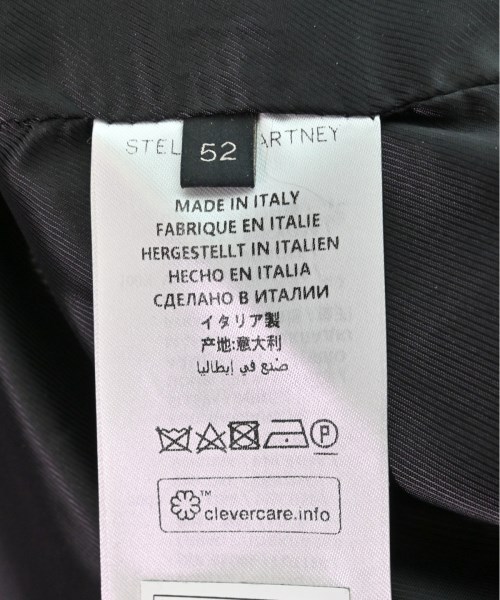 STEL ARTNEY
52
MADE IN ITALY
FABRIQUE EN ITALIE
HERGESTELLT IN ITALIEN
HECHO EN ITALIA
СДЕЛАНО В ИТАЛИИ
イタリア製
产地:意大利
صنع في إيطاليا
P
™
clevercare.info